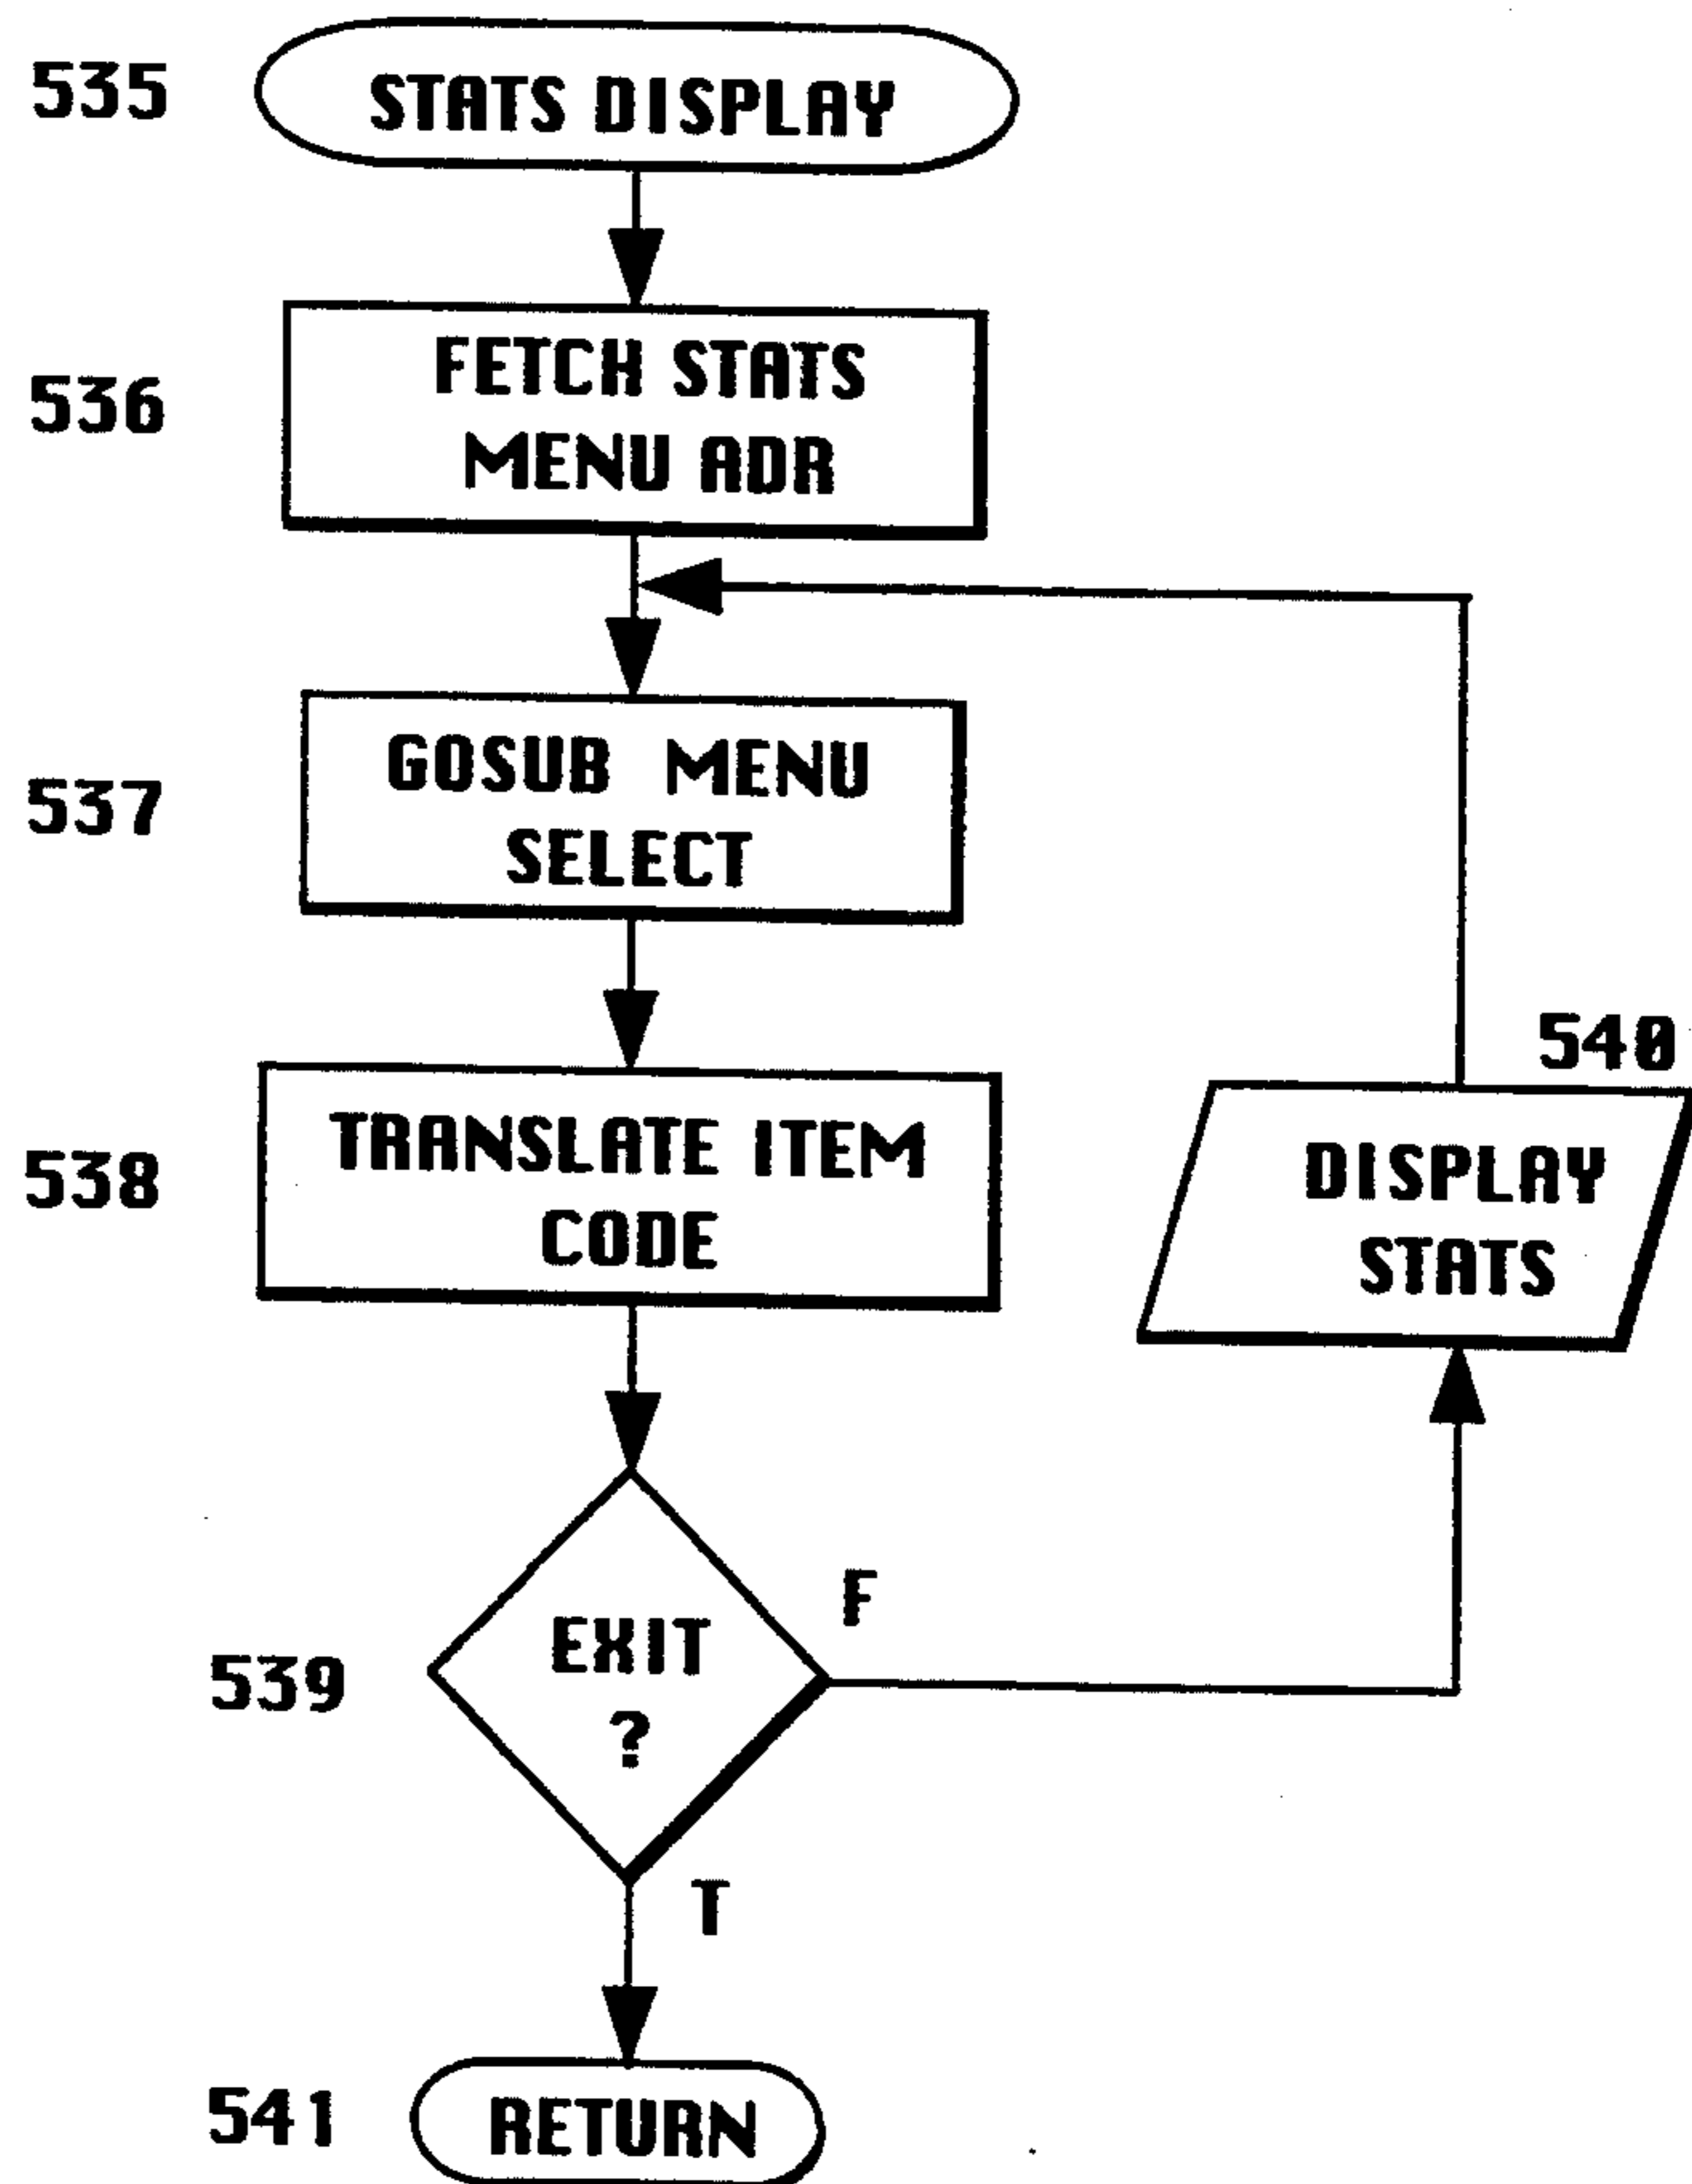 535
STATS DISPLAY
536
FETCH STATS
MENU ADR
537
GOSUB MENU
SELECT
538
TRANSLATE ITEM
CODE
540
DISPLAY
STATS
539
EXIT
?
F
T
541
RETURN